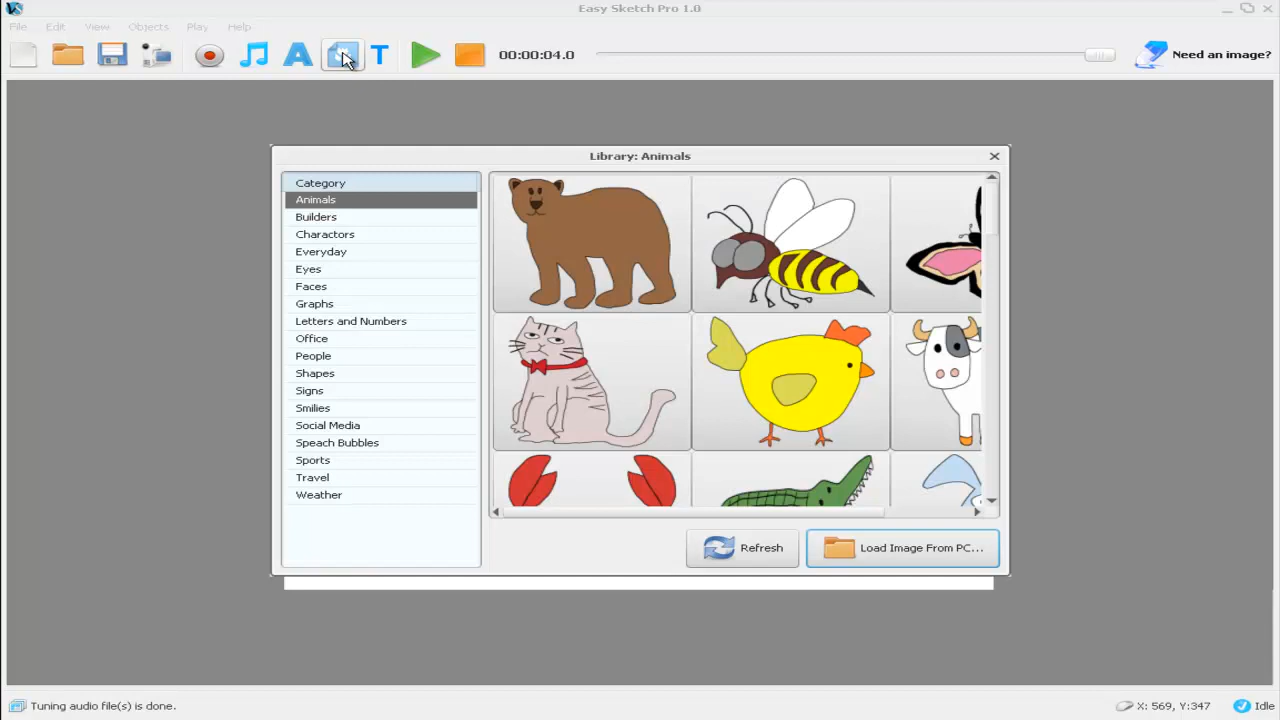 Easy Sketch Pro 1.0
File Edit View Objects Play Help
A T 00:00:04.0 Need an image?
Library: Animals
Category
Animals
Builders
Charactors
Everyday
Eyes
Faces
Graphs
Letters and Numbers
Office
People
Shapes
Signs
Smilies
Social Media
Speach Bubbles
Sports
Travel
Weather
Refresh Load Image From PC...
Tuning audio file(s) is done. X: 569, Y:347 Idle